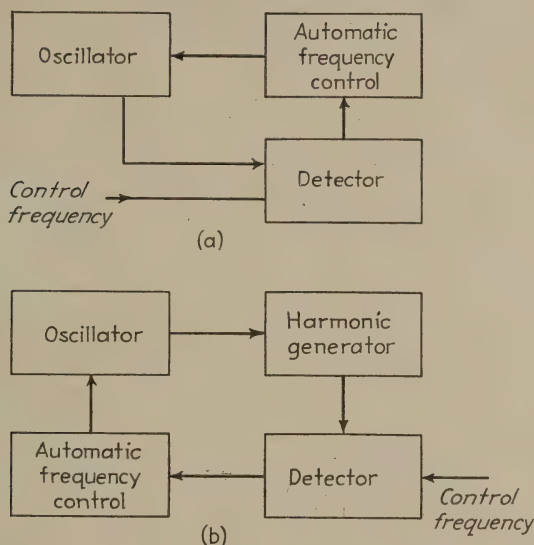 Oscillator
Automatic
frequency
control
Detector
Control
frequency
(a)
Oscillator
Harmonic
generator
Automatic
frequency
control
Detector
Control
frequency
(b)